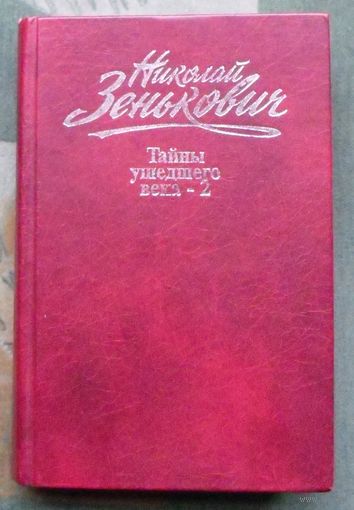 Николай
Зенькович
Тайны
ушедшего
века - 2